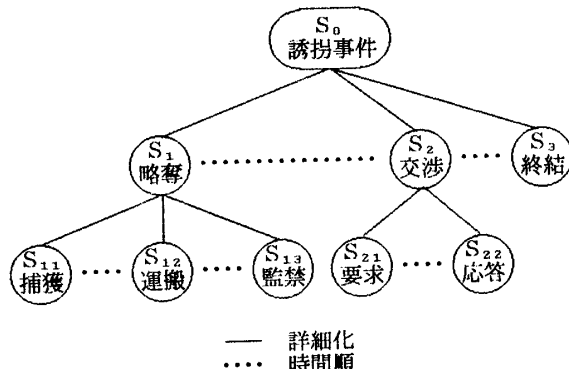 S₀
誘拐事件
S₁
略奪
S₂
交渉
S₃
終結
S₁₁
捕獲
S₁₂
運搬
S₁₃
監禁
S₂₁
要求
S₂₂
応答
詳細化
時間順